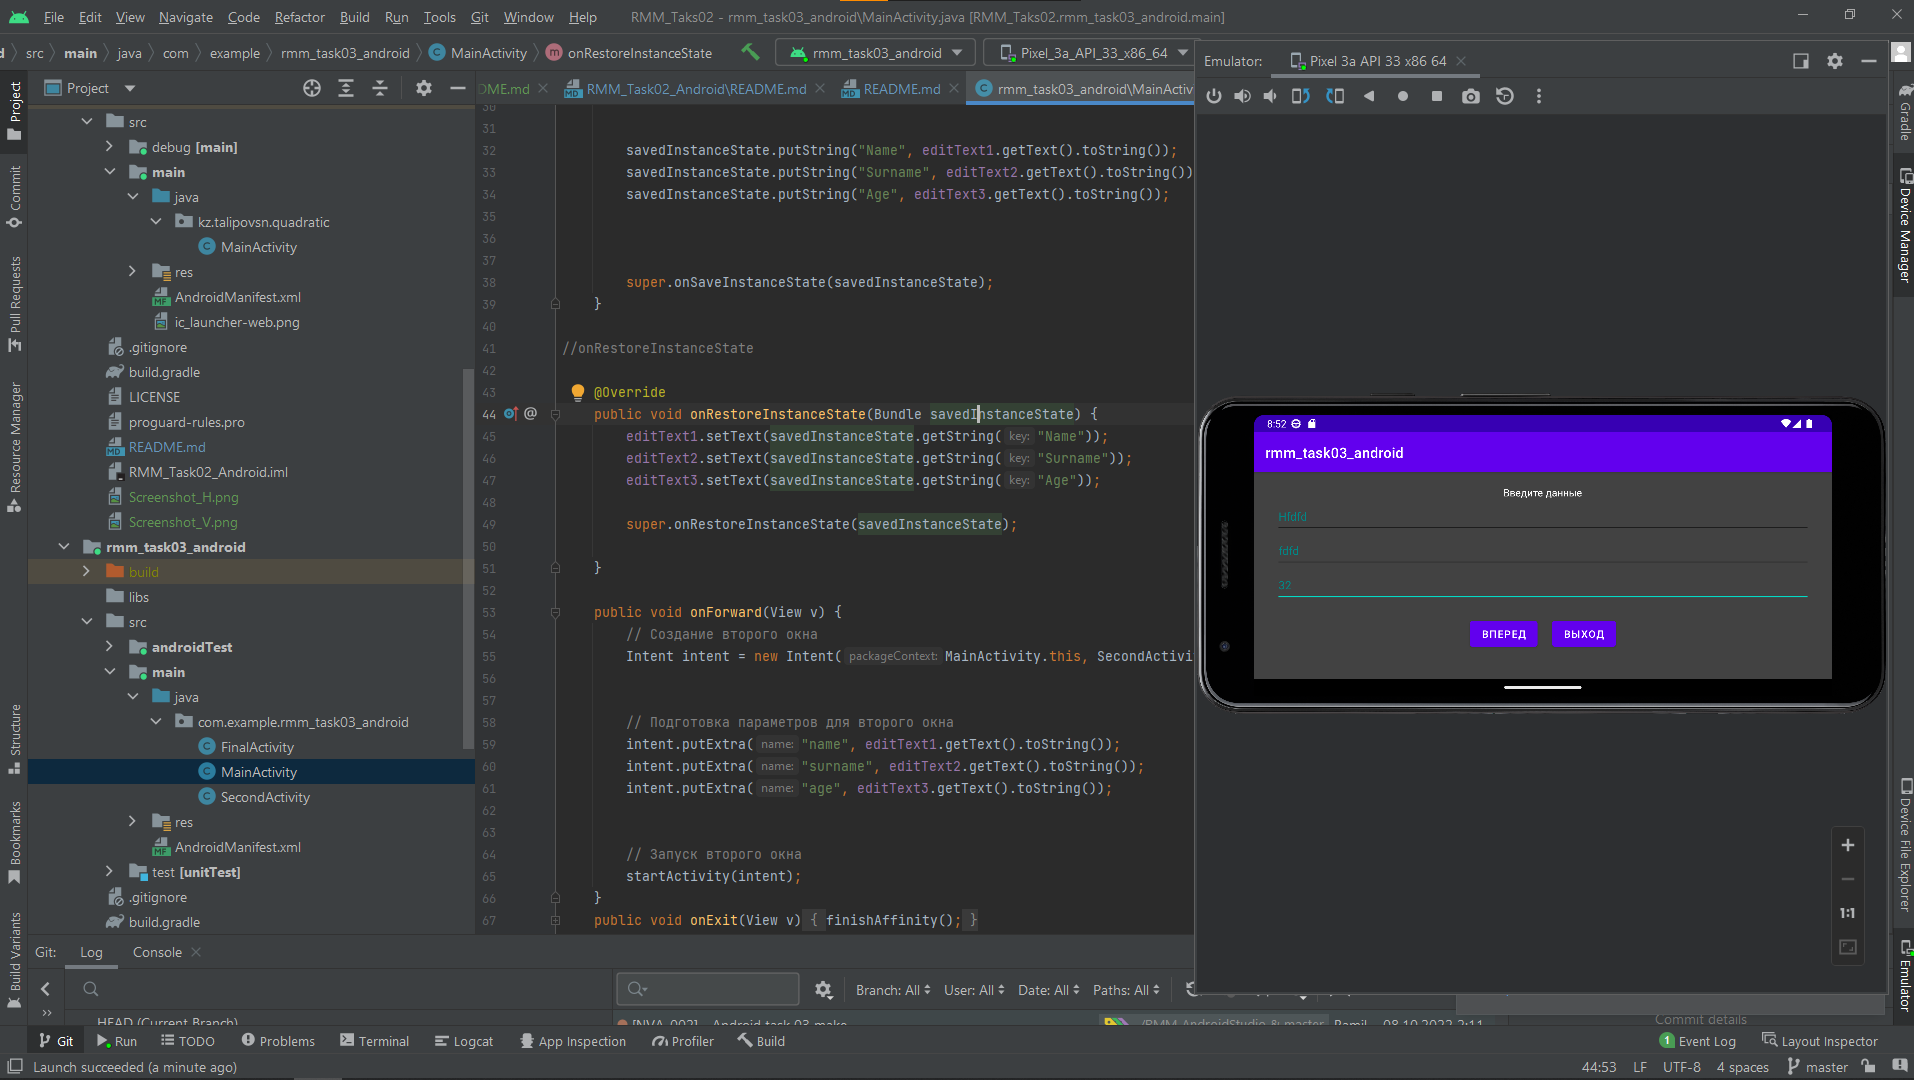 File Edit View Navigate Code Refactor Build Run Tools Git Window Help RMM_Taks02 - rmm_task03_android\MainActivity.java [RMM_Taks02.rmm_task03_android.main]
src main java com example rmm_task03_android MainActivity onRestoreInstanceState rmm_task03_android Pixel_3a_API_33_x86_64
Emulator: Pixel 3a API 33 x86 64
Project
DME.md RMM_Task02_Android\README.md README.md rmm_task03_android\MainActiv
src
debug [main]
main
java
kz.talipovsn.quadratic
MainActivity
res
AndroidManifest.xml
ic_launcher-web.png
.gitignore
build.gradle
LICENSE
proguard-rules.pro
README.md
RMM_Task02_Android.iml
Screenshot_H.png
Screenshot_V.png
rmm_task03_android
build
libs
src
androidTest
main
java
com.example.rmm_task03_android
FinalActivity
MainActivity
SecondActivity
res
AndroidManifest.xml
test [unitTest]
.gitignore
build.gradle
30
31
32 savedInstanceState.putString("Name", editText1.getText().toString());
33 savedInstanceState.putString("Surname", editText2.getText().toString())
34 savedInstanceState.putString("Age", editText3.getText().toString());
35
36
37
38 super.onSaveInstanceState(savedInstanceState);
39 }
40
41 //onRestoreInstanceState
42
43 @Override
44 public void onRestoreInstanceState(Bundle savedInstanceState) {
45 editText1.setText(savedInstanceState.getString( key: "Name"));
46 editText2.setText(savedInstanceState.getString( key: "Surname"));
47 editText3.setText(savedInstanceState.getString( key: "Age"));
48
49 super.onRestoreInstanceState(savedInstanceState);
50
51 }
52
53 public void onForward(View v) {
54 // Создание второго окна
55 Intent intent = new Intent( packageContext: MainActivity.this, SecondActivi
56
57
58 // Подготовка параметров для второго окна
59 intent.putExtra( name: "name", editText1.getText().toString());
60 intent.putExtra( name: "surname", editText2.getText().toString());
61 intent.putExtra( name: "age", editText3.getText().toString());
62
63
64 // Запуск второго окна
65 startActivity(intent);
66 }
67 public void onExit(View v) { finishAffinity(); }
8:52
rmm_task03_android
Введите данные
Hfdfd
fdfd
32
ВПЕРЕД ВЫХОД
1:1
Project
Commit
Pull Requests
Resource Manager
Structure
Bookmarks
Build Variants
Gradle
Device Manager
Device File Explorer
Emulator
Git: Log Console
Branch: All User: All Date: All Paths: All
HEAD (Current Branch)
[NVA-002] Android task 03 make
RMM_AndroidStudio & master Ramil 08.10.2022 2:11
Commit details
Git Run TODO Problems Terminal Logcat App Inspection Profiler Build 1 Event Log Layout Inspector
Launch succeeded (a minute ago) 44:53 LF UTF-8 4 spaces master